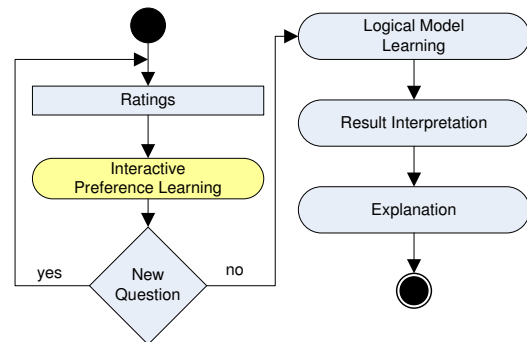 Ratings
Interactive
Preference Learning
New
Question
yes
no
Logical Model
Learning
Result Interpretation
Explanation